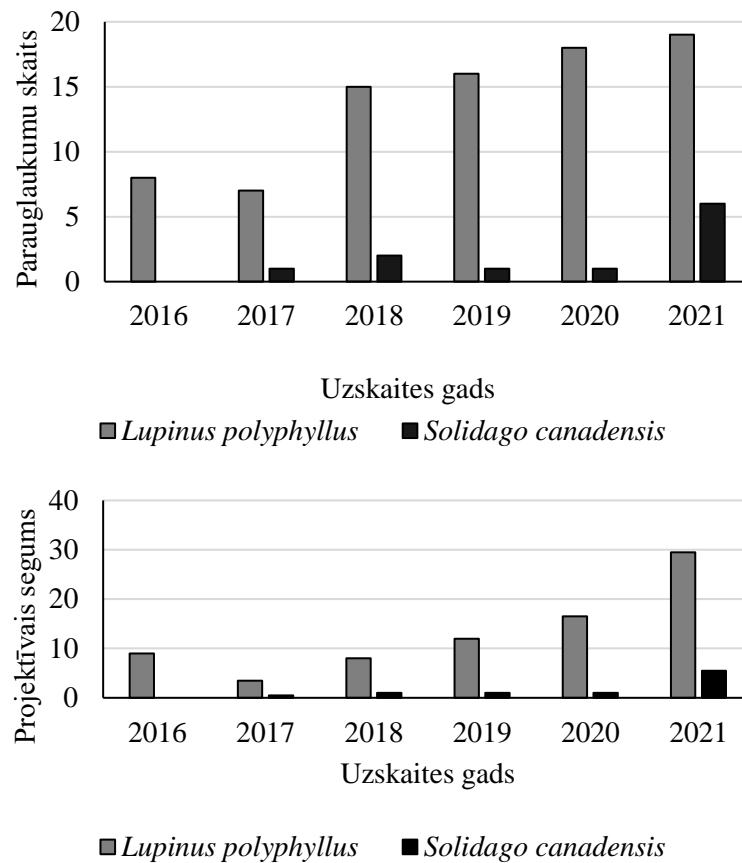 Parauglaukumu skaits
20
15
10
5
0
2016 2017 2018 2019 2020 2021
Uzskaites gads
Lupinus polyphyllus Solidago canadensis
Projektīvais segums
40
30
20
10
0
2016 2017 2018 2019 2020 2021
Uzskaites gads
Lupinus polyphyllus Solidago canadensis